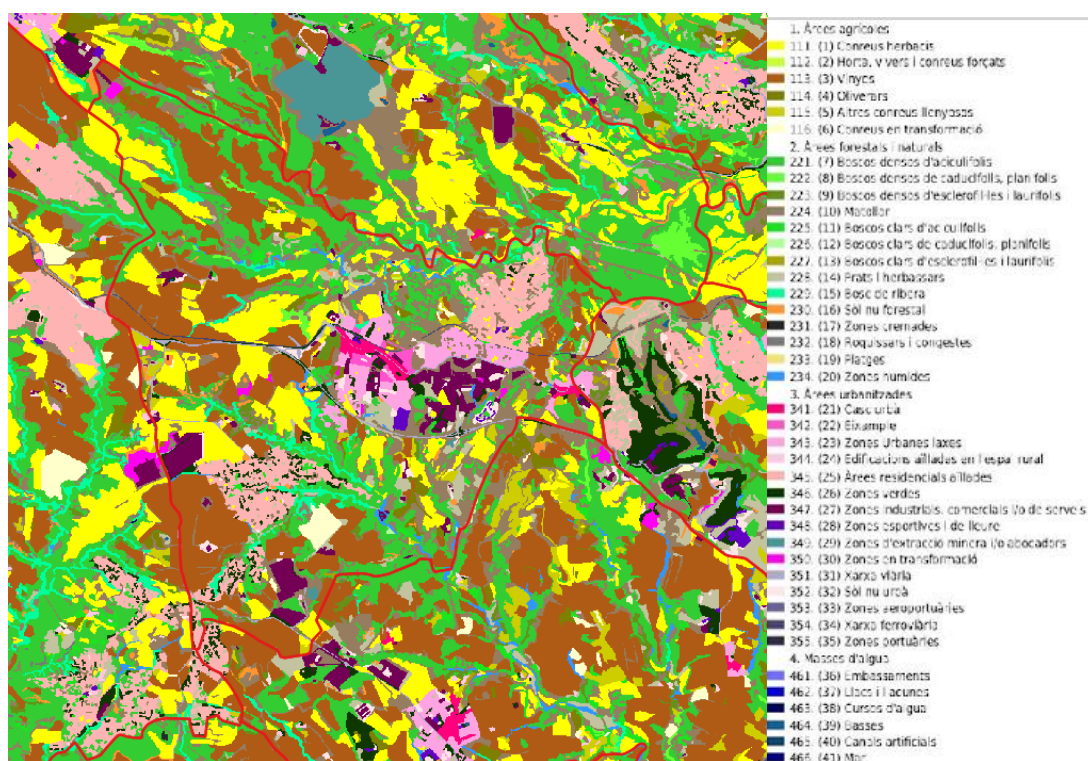 1. Àrees agrícoles
111. (1) Conreus herbacis
112. (2) Horta, vivers i conreus forçats
113. (3) Vinyes
114. (4) Oliverars
115. (5) Altres conreus llenyosos
116. (6) Conreus en transformació
2. Àrees forestals i naturals
221. (7) Boscos densos d'aciculifolis
222. (8) Boscos densos de caducifolis, planifolis
223. (9) Boscos densos d'esclerofil·les i laurifolis
224. (10) Matollar
225. (11) Boscos clars d'aciculifolis
226. (12) Boscos clars de caducifolis, planifolis
227. (13) Boscos clars d'esclerofil·les i laurifolis
228. (14) Prats i herbassars
229. (15) Bosc de ribera
230. (16) Sòl nu forestal
231. (17) Zones cremades
232. (18) Roquissars i congestes
233. (19) Platges
234. (20) Zones humides
3. Àrees urbanitzades
341. (21) Casc urbà
342. (22) Eixample
343. (23) Zones Urbanes laxes
344. (24) Edificacions aïllades en l'espai rural
345. (25) Àrees residencials aïllades
346. (26) Zones verdes
347. (27) Zones industrials, comercials i/o de serveis
348. (28) Zones esportives i de lleure
349. (29) Zones d'extracció minera i/o abocadors
350. (30) Zones en transformació
351. (31) Xarxa viària
352. (32) Sòl nu urbà
353. (33) Zones aeroportuàries
354. (34) Xarxa ferroviària
355. (35) Zones portuàries
4. Masses d'aigua
461. (36) Embassaments
462. (37) Llacs i llacunes
463. (38) Cursos d'aigua
464. (39) Basses
465. (40) Canals artificials
466. (41) Mar